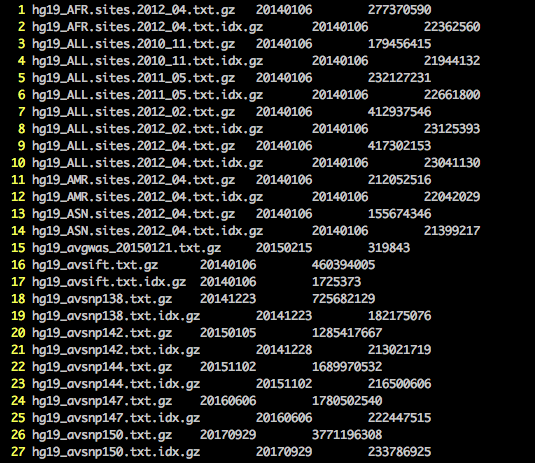 1 hg19_AFR.sites.2012_04.txt.gz 20140106 277370590
2 hg19_AFR.sites.2012_04.txt.idx.gz 20140106 22362560
3 hg19_ALL.sites.2010_11.txt.gz 20140106 179456415
4 hg19_ALL.sites.2010_11.txt.idx.gz 20140106 21944132
5 hg19_ALL.sites.2011_05.txt.gz 20140106 232127231
6 hg19_ALL.sites.2011_05.txt.idx.gz 20140106 22661800
7 hg19_ALL.sites.2012_02.txt.gz 20140106 412937546
8 hg19_ALL.sites.2012_02.txt.idx.gz 20140106 23125393
9 hg19_ALL.sites.2012_04.txt.gz 20140106 417302153
10 hg19_ALL.sites.2012_04.txt.idx.gz 20140106 23041130
11 hg19_AMR.sites.2012_04.txt.gz 20140106 212052516
12 hg19_AMR.sites.2012_04.txt.idx.gz 20140106 22042029
13 hg19_ASN.sites.2012_04.txt.gz 20140106 155674346
14 hg19_ASN.sites.2012_04.txt.idx.gz 20140106 21399217
15 hg19_avgwas_20150121.txt.gz 20150215 319843
16 hg19_avsift.txt.gz 20140106 460394005
17 hg19_avsift.txt.idx.gz 20140106 1725373
18 hg19_avsnp138.txt.gz 20141223 725682129
19 hg19_avsnp138.txt.idx.gz 20141223 182175076
20 hg19_avsnp142.txt.gz 20150105 1285417667
21 hg19_avsnp142.txt.idx.gz 20141228 213021719
22 hg19_avsnp144.txt.gz 20151102 1689970532
23 hg19_avsnp144.txt.idx.gz 20151102 216500606
24 hg19_avsnp147.txt.gz 20160606 1780502540
25 hg19_avsnp147.txt.idx.gz 20160606 222447515
26 hg19_avsnp150.txt.gz 20170929 3771196308
27 hg19_avsnp150.txt.idx.gz 20170929 233786925